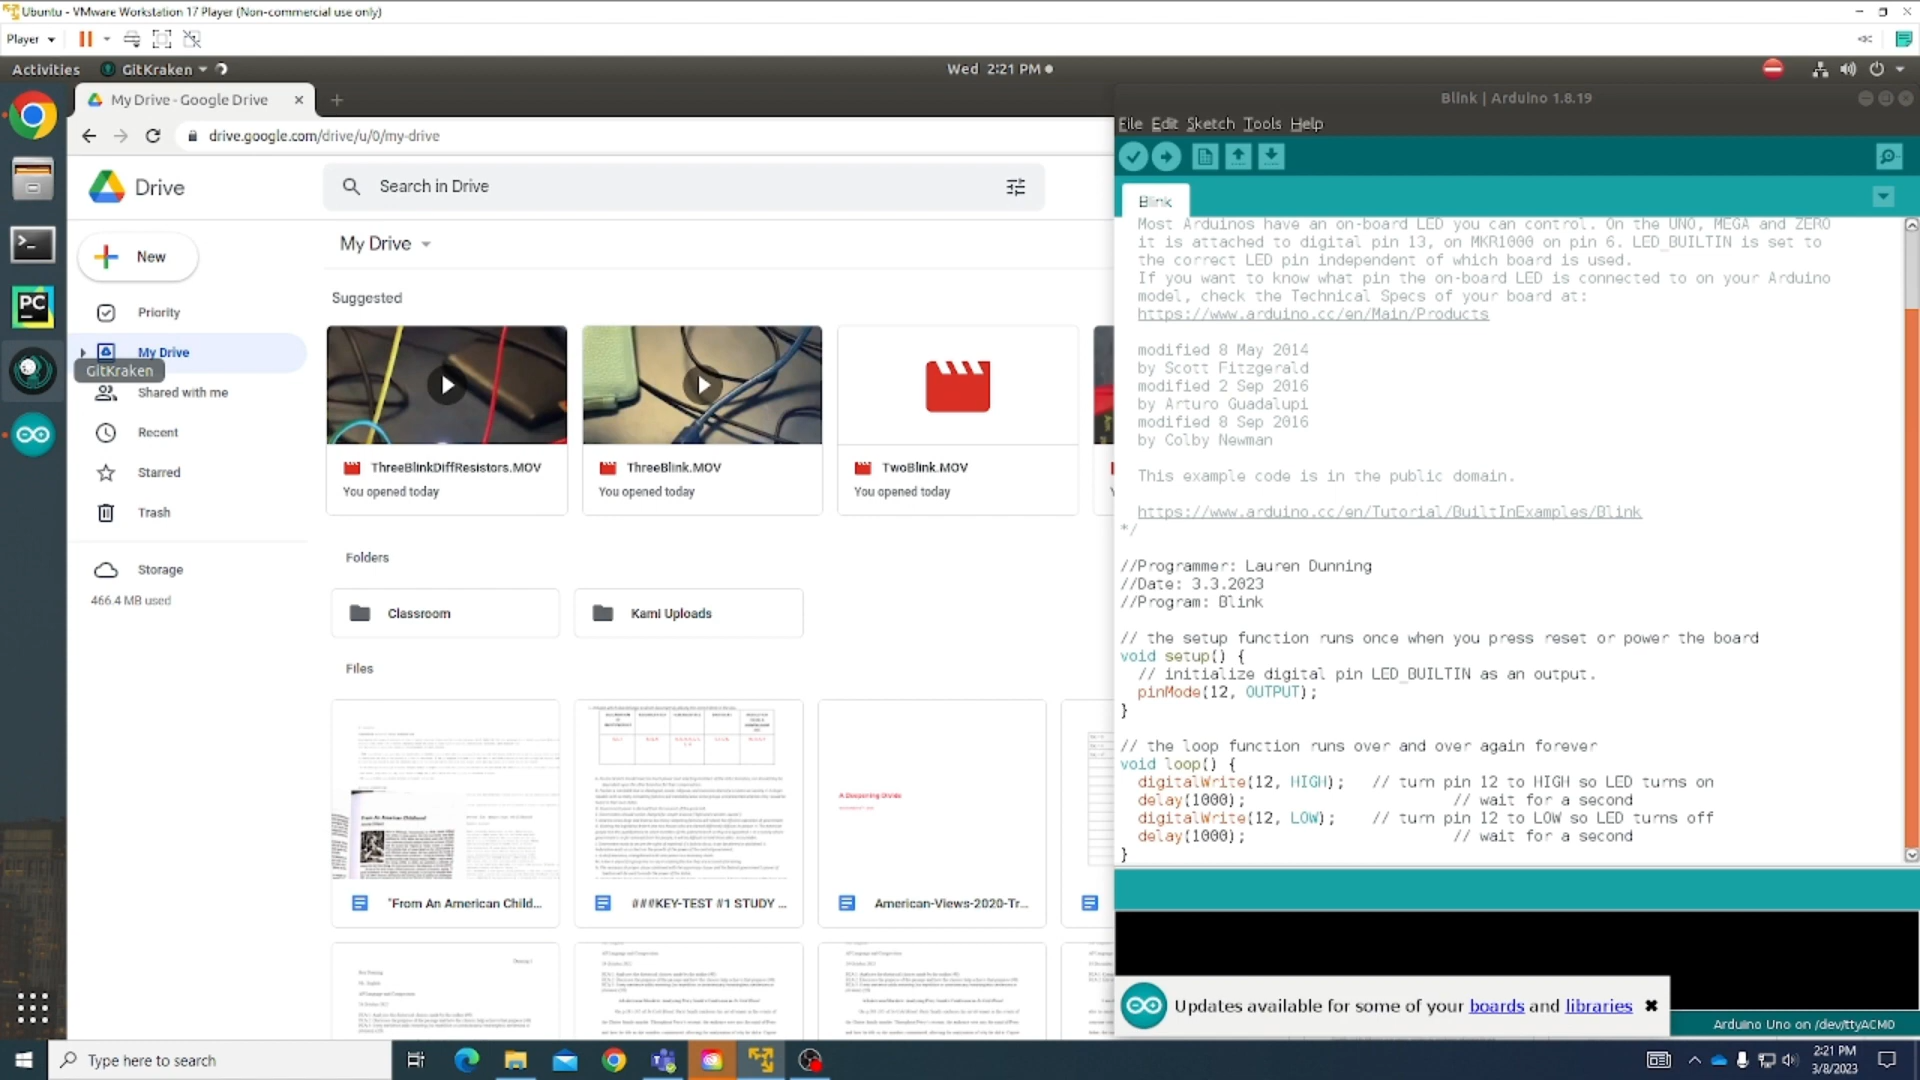 Ubuntu - VMware Workstation 17 Player (Non-commercial use only)
Player
Activities
GitKraken
Wed 2:21 PM
My Drive - Google Drive
drive.google.com/drive/u/0/my-drive
Drive
Search in Drive
New
My Drive
Priority
My Drive
GitKraken
Shared with me
Recent
Starred
Trash
Storage
466.4 MB used
Suggested
ThreeBlinkDiffResistors.MOV
You opened today
ThreeBlink.MOV
You opened today
TwoBlink.MOV
You opened today
Folders
Classroom
Kami Uploads
Files
"From An American Child...
###KEY-TEST #1 STUDY ...
A Deepening Divide
American-Views-2020-Tr...
Blink | Arduino 1.8.19
File Edit Sketch Tools Help
Blink
Most Arduinos have an on-board LED you can control. On the UNO, MEGA and ZERO
it is attached to digital pin 13, on MKR1000 on pin 6. LED_BUILTIN is set to
the correct LED pin independent of which board is used.
If you want to know what pin the on-board LED is connected to on your Arduino
model, check the Technical Specs of your board at:
https://www.arduino.cc/en/Main/Products
modified 8 May 2014
by Scott Fitzgerald
modified 2 Sep 2016
by Arturo Guadalupi
modified 8 Sep 2016
by Colby Newman
This example code is in the public domain.
https://www.arduino.cc/en/Tutorial/BuiltInExamples/Blink
*/
//Programmer: Lauren Dunning
//Date: 3.3.2023
//Program: Blink
// the setup function runs once when you press reset or power the board
void setup() {
// initialize digital pin LED_BUILTIN as an output.
pinMode(12, OUTPUT);
}
// the loop function runs over and over again forever
void loop() {
digitalWrite(12, HIGH); // turn pin 12 to HIGH so LED turns on
delay(1000); // wait for a second
digitalWrite(12, LOW); // turn pin 12 to LOW so LED turns off
delay(1000); // wait for a second
}
Updates available for some of your boards and libraries
Arduino Uno on /dev/ttyACM0
PC
Type here to search
2:21 PM
3/8/2023